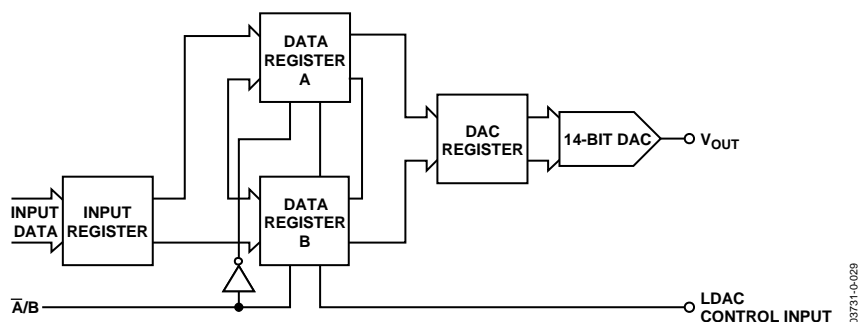 DATA
REGISTER
A
DAC
REGISTER
14-BIT DAC
VOUT
INPUT
DATA
INPUT
REGISTER
DATA
REGISTER
B
A̅/B
LDAC
CONTROL INPUT
03731-0-029